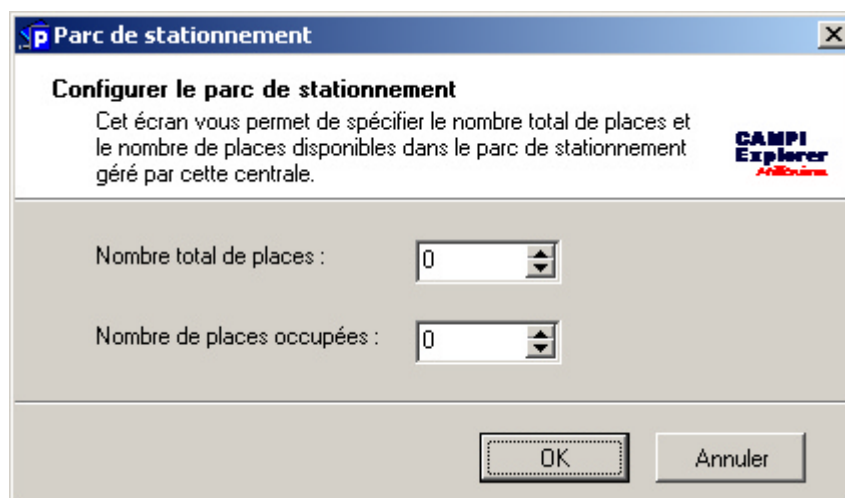 Parc de stationnement
Configurer le parc de stationnement
Cet écran vous permet de spécifier le nombre total de places et
le nombre de places disponibles dans le parc de stationnement
géré par cette centrale.
CAMPI
Explorer
Nombre total de places :
0
Nombre de places occupées :
0
OK
Annuler